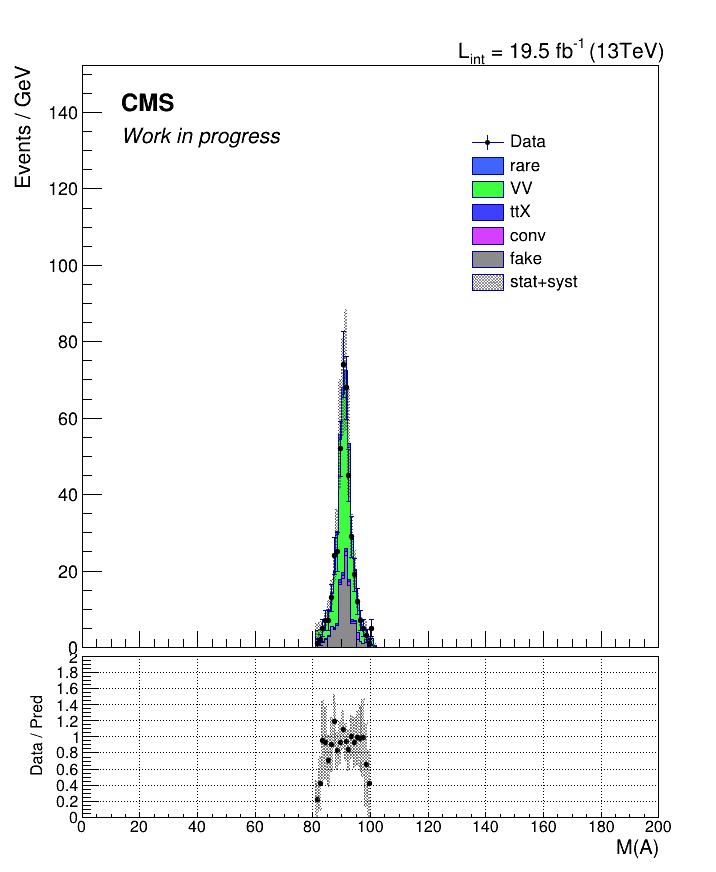 L_int = 19.5 fb^-1 (13TeV)
Events / GeV
CMS
Work in progress
Data
rare
VV
ttX
conv
fake
stat+syst
140
120
100
80
60
40
20
0
Data / Pred
2
1.8
1.6
1.4
1.2
1
0.8
0.6
0.4
0.2
0
0 20 40 60 80 100 120 140 160 180 200
M(A)